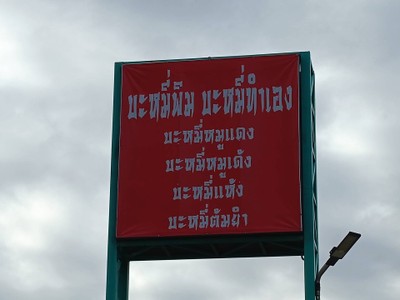 บะหมี่พิม บะหมี่ทำเอง
บะหมี่หมูแดง
บะหมี่หมูเด้ง
บะหมี่แห้ง
บะหมี่ต้มยำ